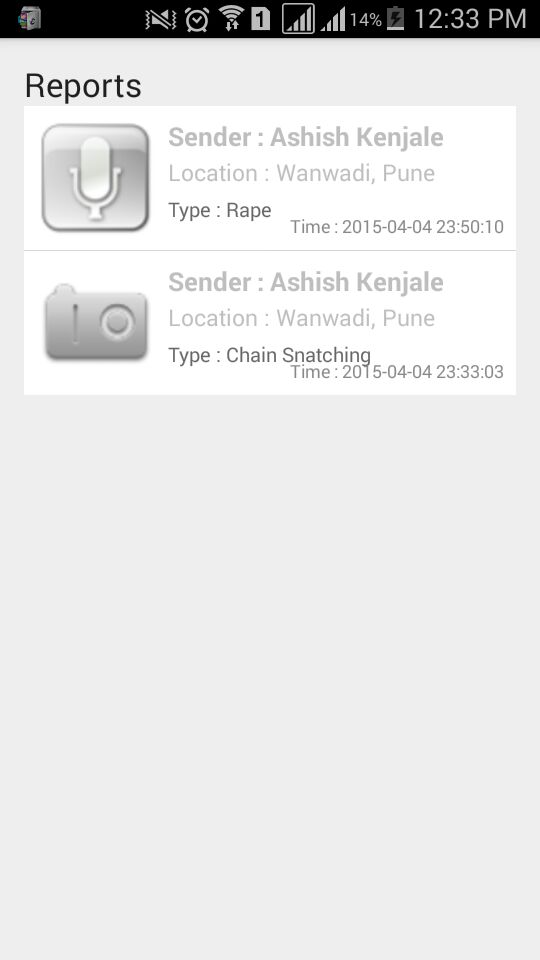 1 14% 12:33 PM
Reports
Sender : Ashish Kenjale
Location : Wanwadi, Pune
Type : Rape
Time : 2015-04-04 23:50:10
Sender : Ashish Kenjale
Location : Wanwadi, Pune
Type : Chain Snatching
Time : 2015-04-04 23:33:03